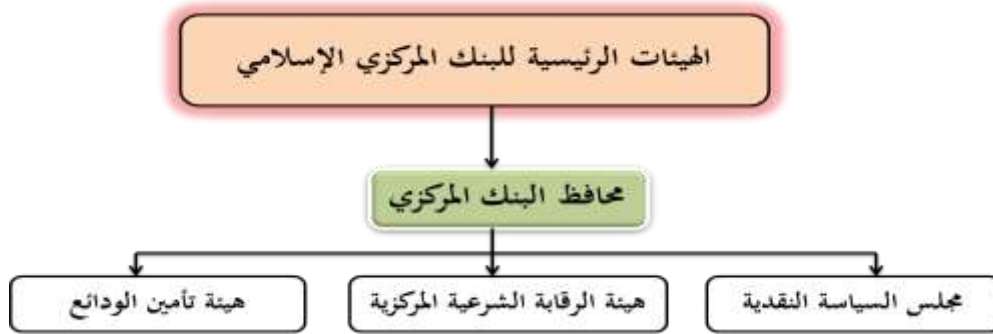 الهيئات الرئيسية للبنك المركزي الإسلامي
محافظ البنك المركزي
مجلس السياسة النقدية
هيئة الرقابة الشرعية المركزية
هيئة تأمين الودائع